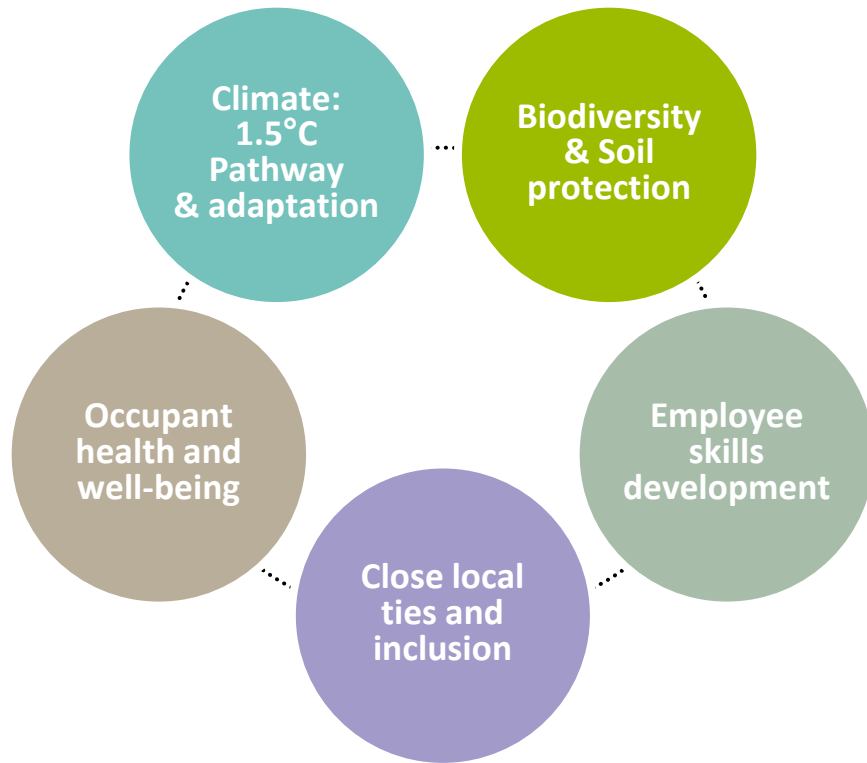 Climate:
1.5°C
Pathway
& adaptation
Biodiversity
& Soil
protection
Occupant
health and
well-being
Employee
skills
development
Close local
ties and
inclusion